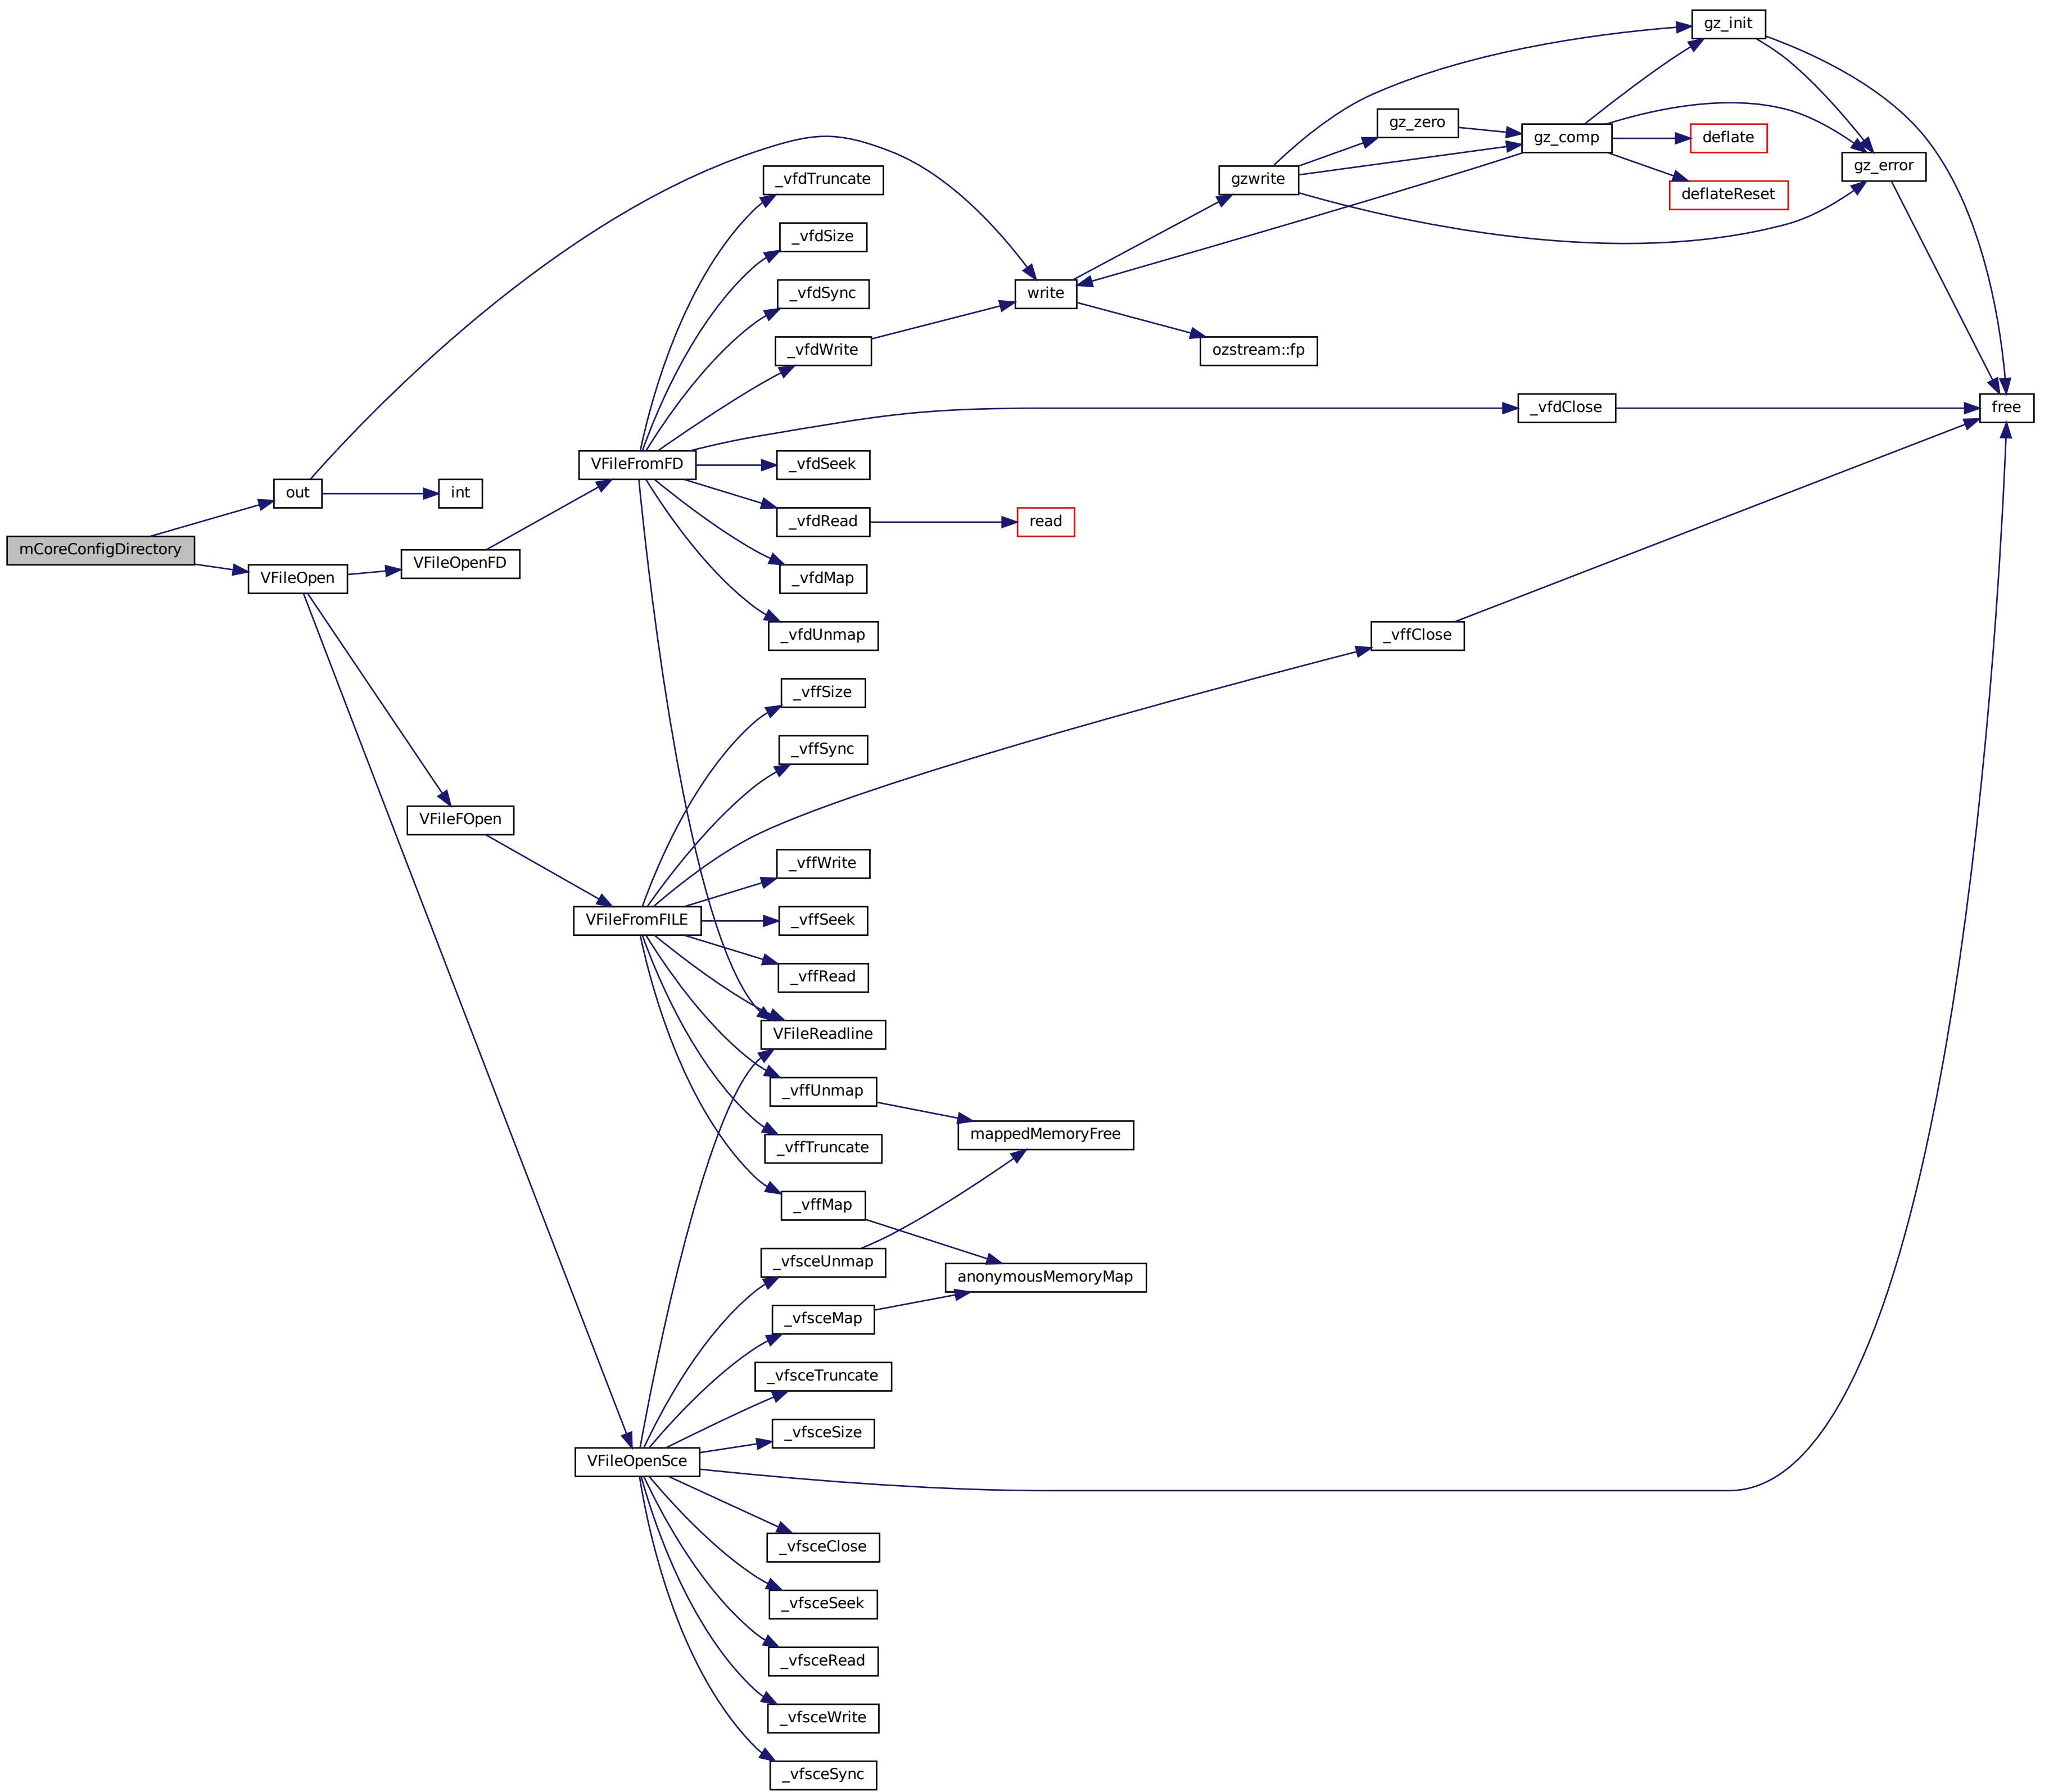 gz_init
gz_zero
gz_comp
deflate
gz_error
_vfdTruncate
gzwrite
deflateReset
_vfdSize
_vfdSync
write
_vfdWrite
ozstream::fp
_vfdClose
free
VFileFromFD
_vfdSeek
out
int
_vfdRead
read
mCoreConfigDirectory
VFileOpen
VFileOpenFD
_vfdMap
_vfdUnmap
_vffClose
_vffSize
_vffSync
VFileFOpen
_vffWrite
VFileFromFILE
_vffSeek
_vffRead
VFileReadline
_vffUnmap
mappedMemoryFree
_vffTruncate
_vffMap
_vfsceUnmap
anonymousMemoryMap
_vfsceMap
_vfsceTruncate
_vfsceSize
VFileOpenSce
_vfsceClose
_vfsceSeek
_vfsceRead
_vfsceWrite
_vfsceSync